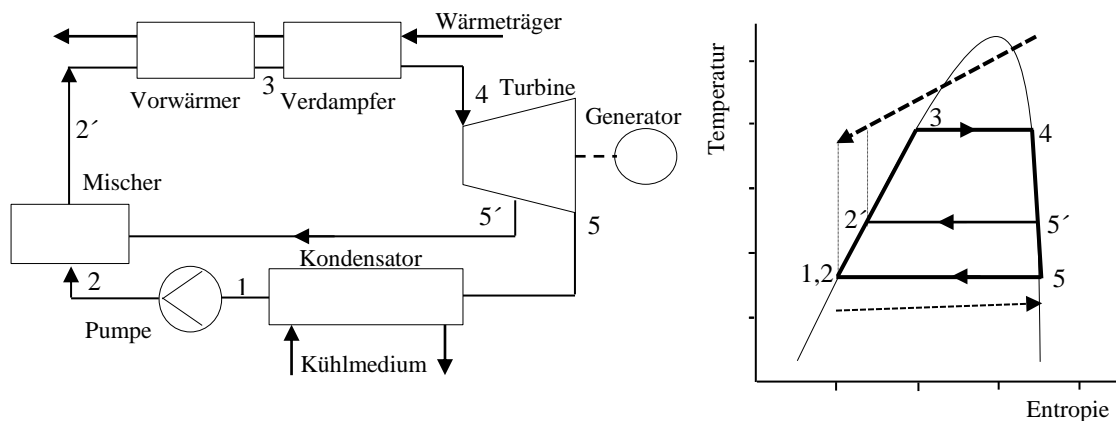 Wärmeträger
Vorwärmer
3
Verdampfer
4
Turbine
Generator
2´
Mischer
5´
5
2
1
Kondensator
Pumpe
Kühlmedium
Temperatur
3
4
2´
5´
1,2
5
Entropie